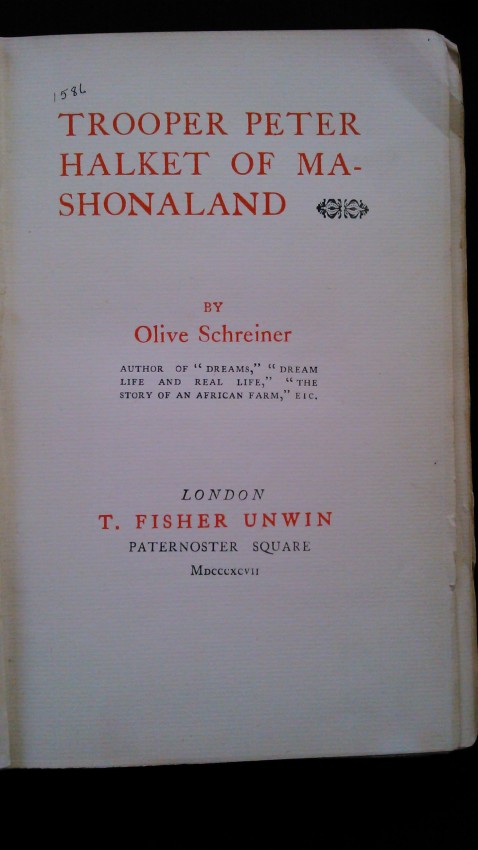 1586
TROOPER PETER
HALKET OF MA-
SHONALAND
BY
Olive Schreiner
AUTHOR OF “ DREAMS,” “ DREAM
LIFE AND REAL LIFE,” “ THE
STORY OF AN AFRICAN FARM,” ETC.
LONDON
T. FISHER UNWIN
PATERNOSTER SQUARE
MDCCCXCVII